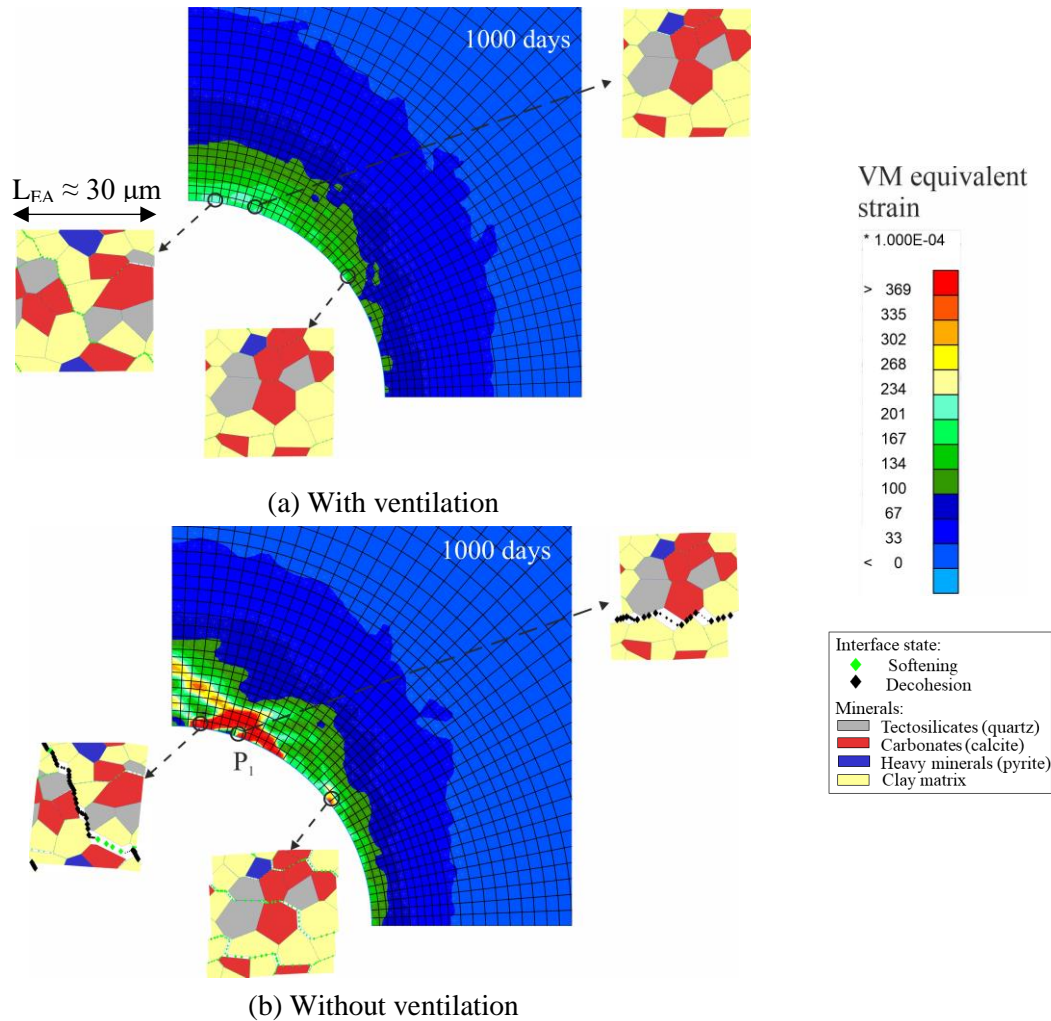 1000 days
L_EA ≈ 30 μm
(a) With ventilation
1000 days
P_1
(b) Without ventilation
VM equivalent
strain
* 1.000E-04
> 369
335
302
268
234
201
167
134
100
67
33
< 0
Interface state:
Softening
Decohesion
Minerals:
Tectosilicates (quartz)
Carbonates (calcite)
Heavy minerals (pyrite)
Clay matrix